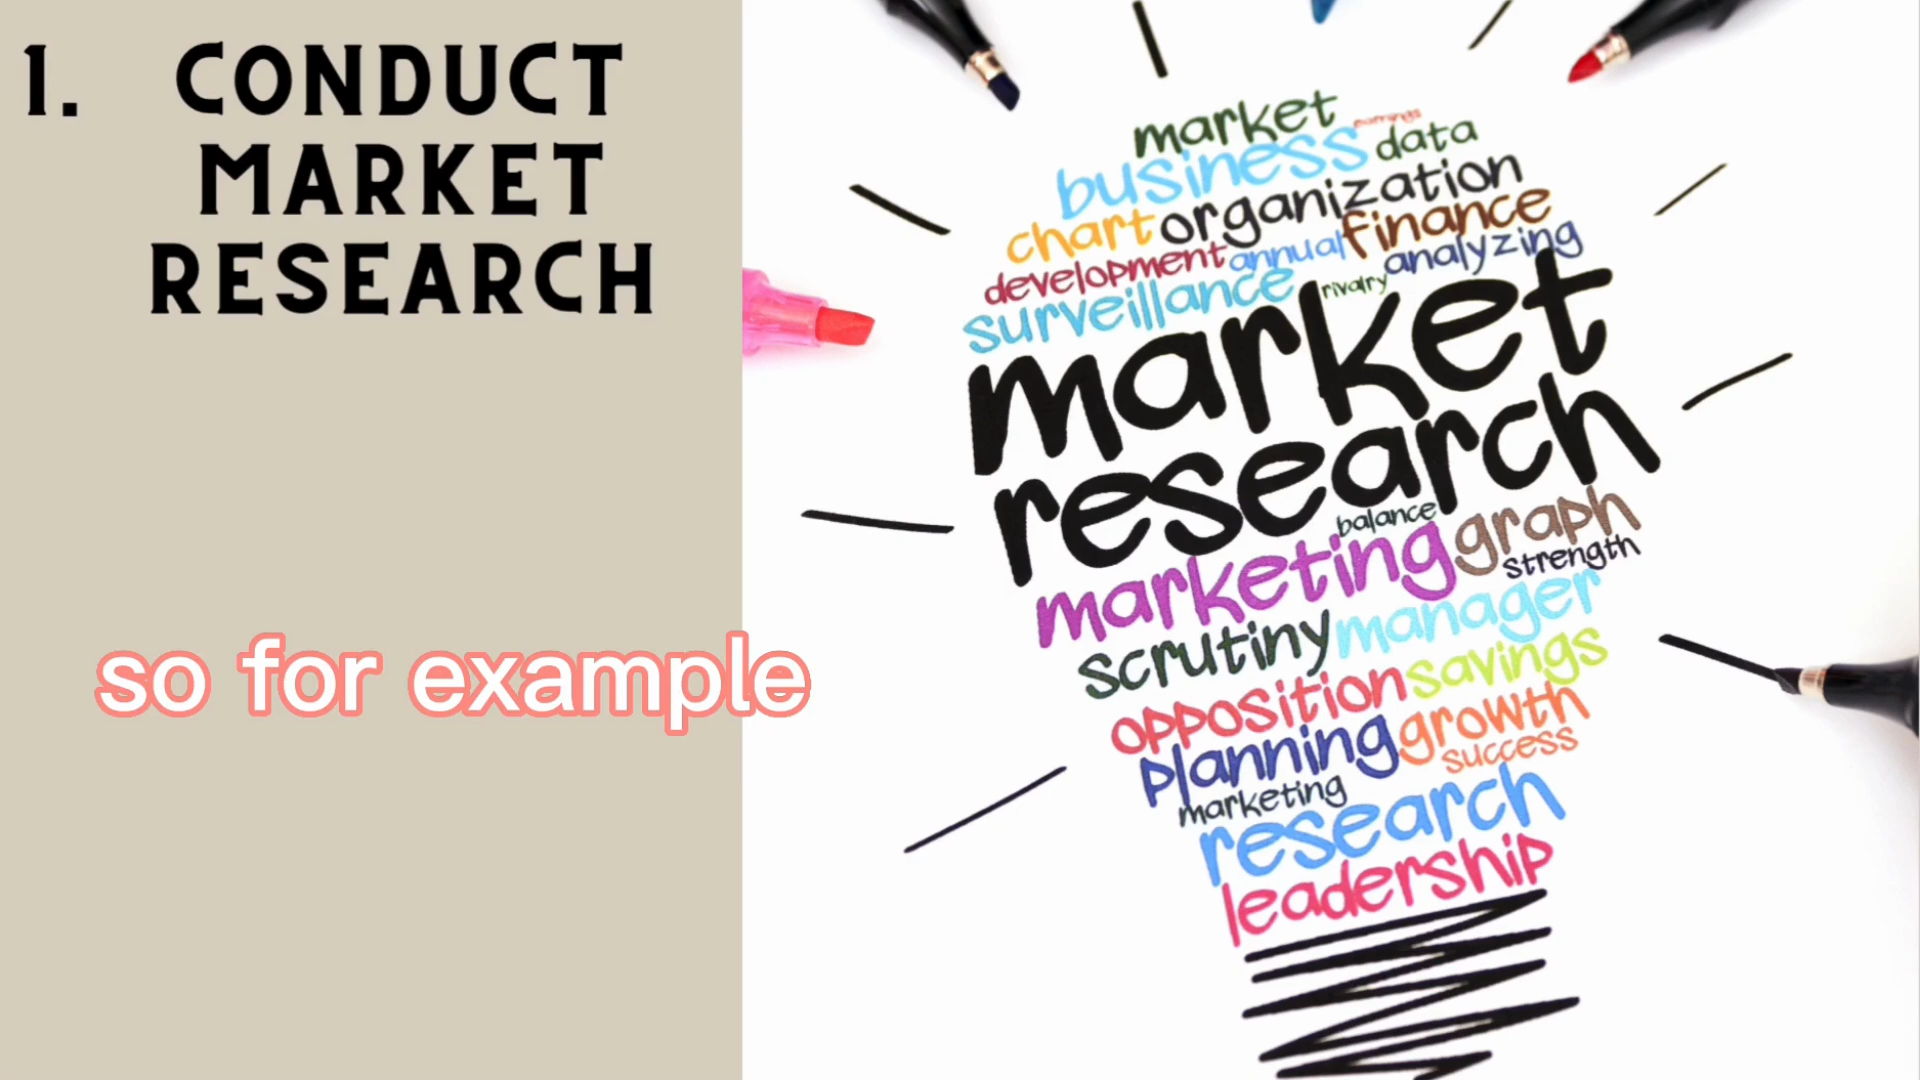 1. CONDUCT
MARKET
RESEARCH
so for example
market earnings
business data
chart organization
development annual finance
surveillance rivalry analyzing
market
research
balance
marketing graph
strength
scrutiny manager
opposition savings
planning growth
marketing success
research
leadership